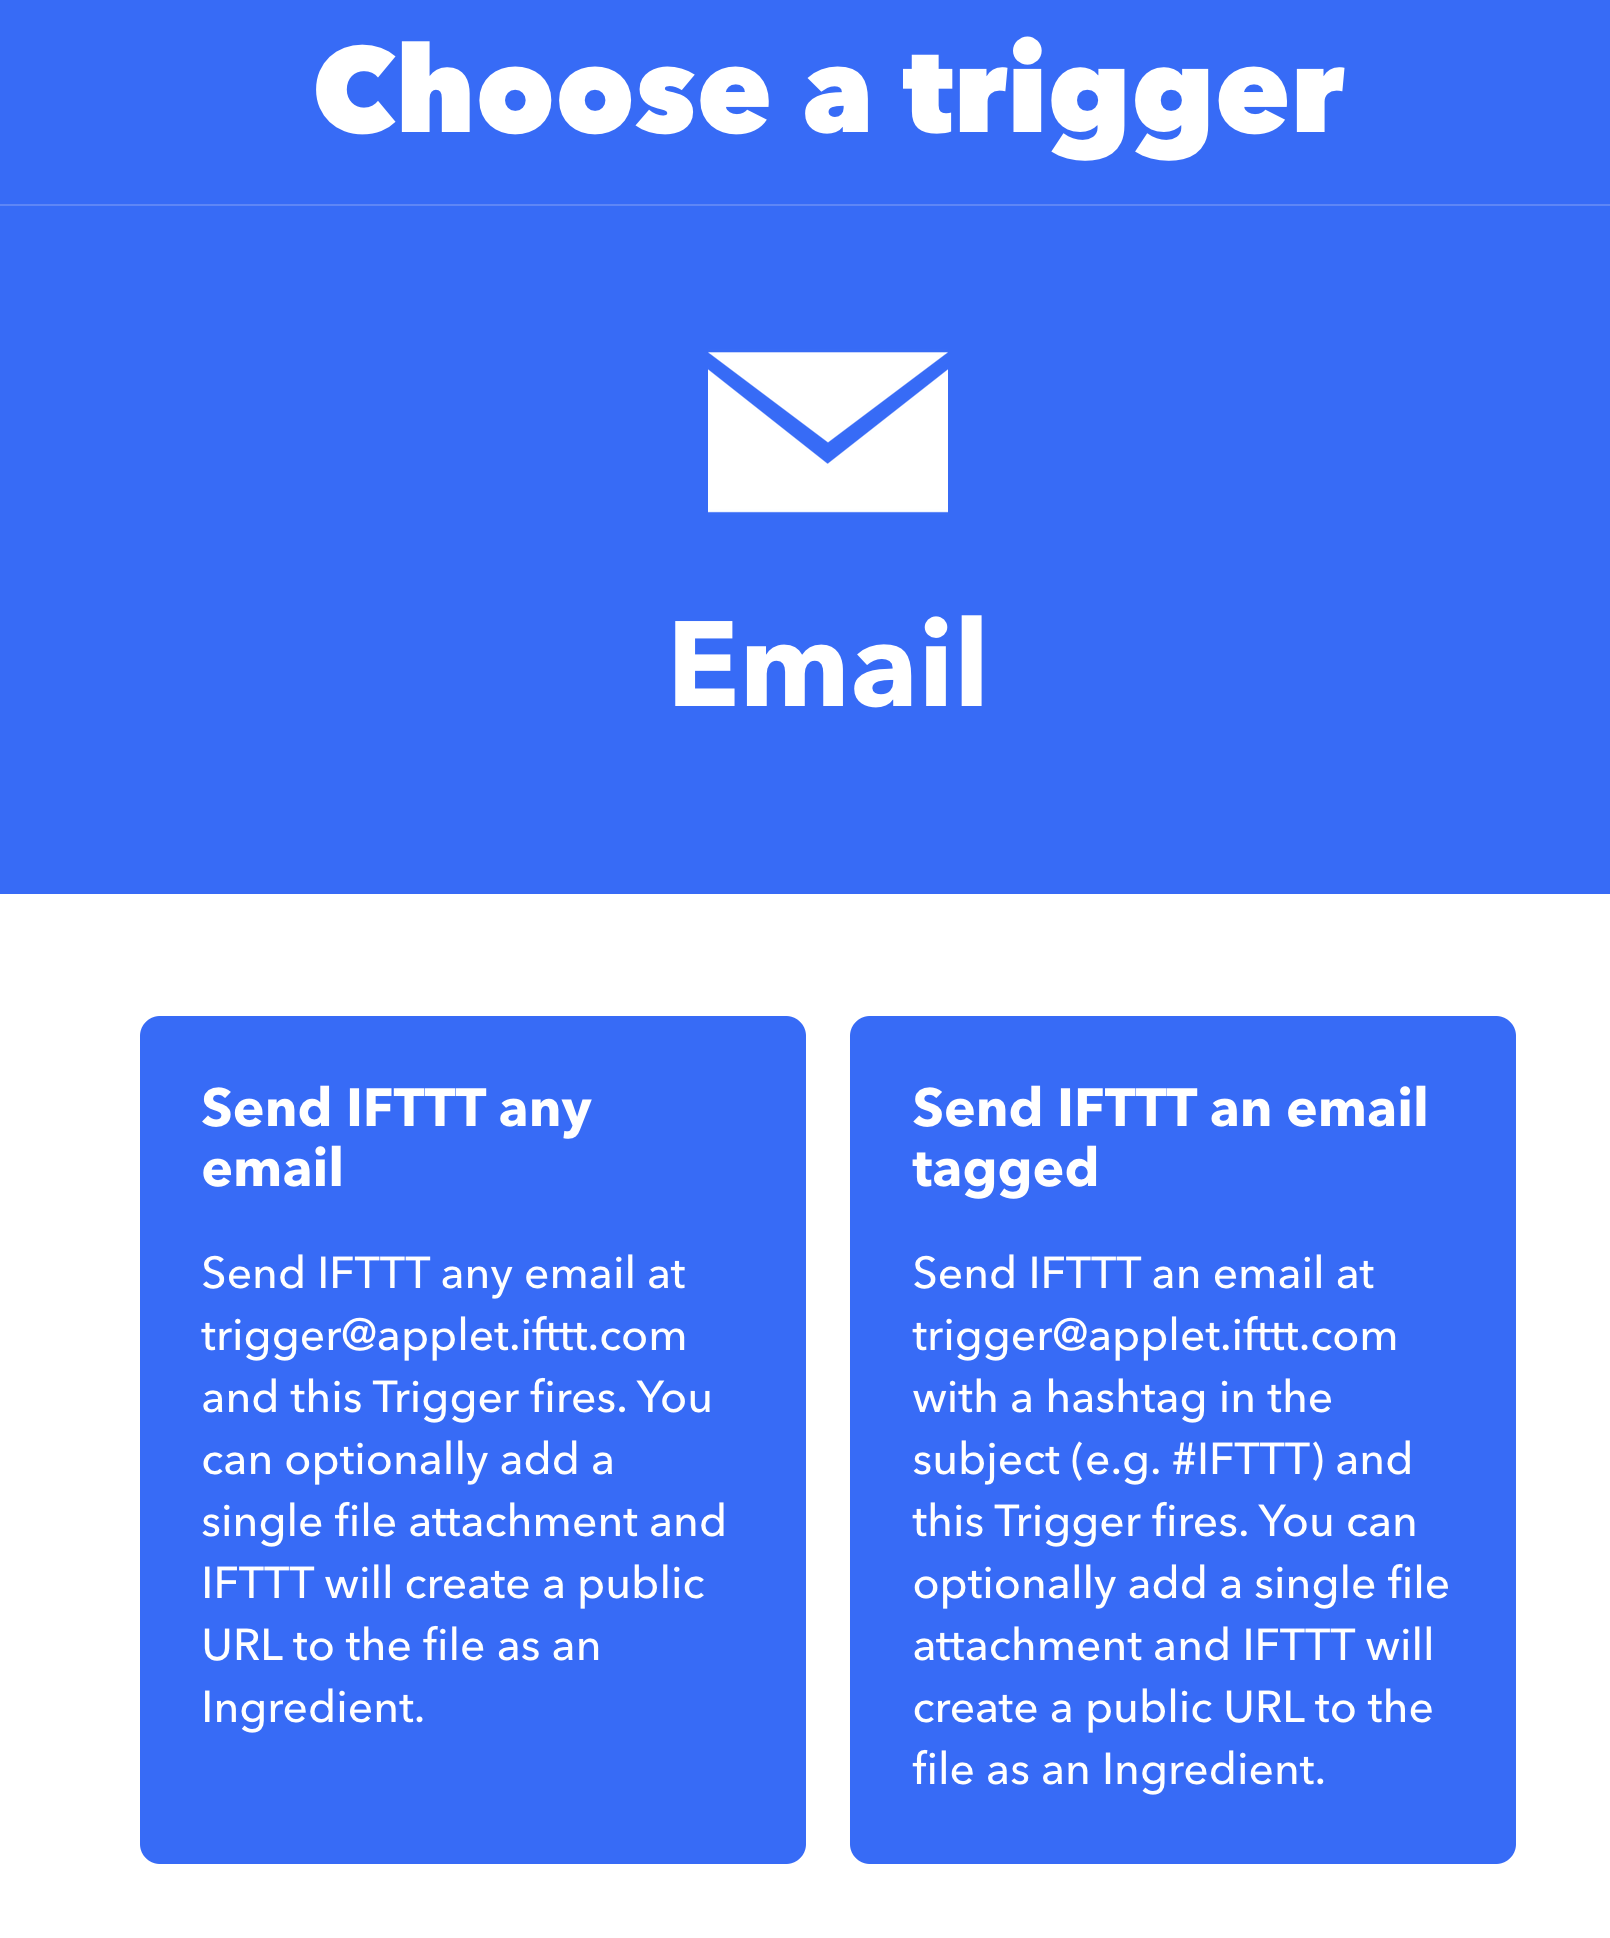 Choose a trigger
Email
Send IFTTT any
email
Send IFTTT any email at
trigger@applet.ifttt.com
and this Trigger fires. You
can optionally add a
single file attachment and
IFTTT will create a public
URL to the file as an
Ingredient.
Send IFTTT an email
tagged
Send IFTTT an email at
trigger@applet.ifttt.com
with a hashtag in the
subject (e.g. #IFTTT) and
this Trigger fires. You can
optionally add a single file
attachment and IFTTT will
create a public URL to the
file as an Ingredient.